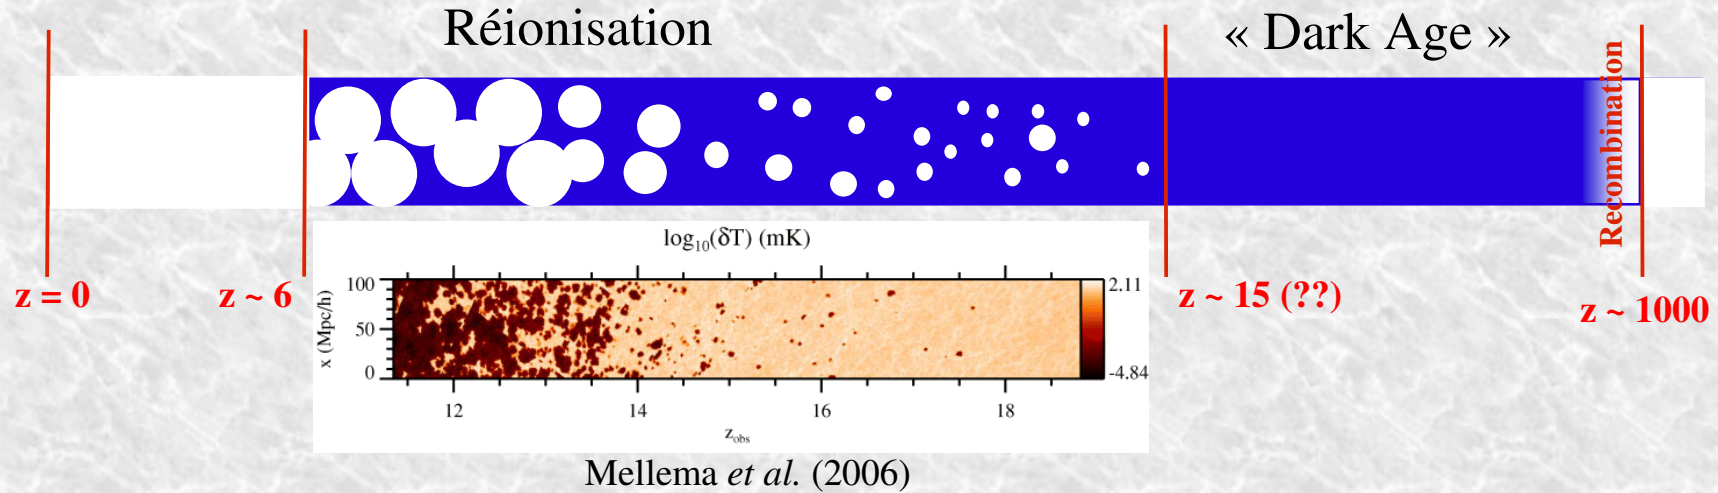 Réionisation
« Dark Age »
Recombination
z = 0
z ~ 6
z ~ 15 (??)
z ~ 1000
log10(δT) (mK)
x (Mpc/h)
100
50
0
2.11
-4.84
12 14 16 18
zobs
Mellema et al. (2006)